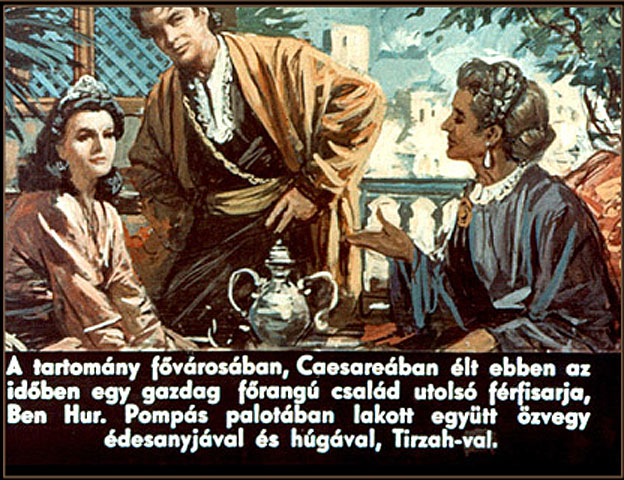 A tartomány fővárosában, Caesareában élt ebben az
időben egy gazdag főrangú család utolsó férfisarja,
Ben Hur. Pompás palotában lakott együtt özvegy
édesanyjával és húgával, Tirzah-val.